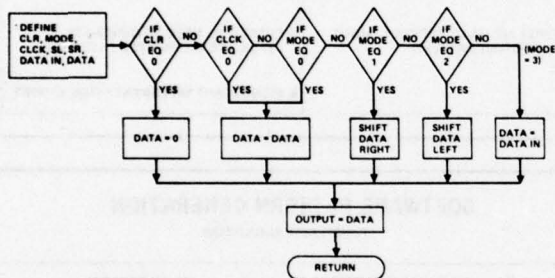 DEFINE
CLR, MODE,
CLCK, SL, SR,
DATA IN, DATA
IF
CLR
EQ
0
NO
IF
CLCK
EQ
0
NO
IF
MODE
EQ
0
NO
IF
MODE
EQ
1
NO
IF
MODE
EQ
2
NO
(MODE
= 3)
YES
YES
YES
YES
YES
DATA = 0
DATA = DATA
SHIFT
DATA
RIGHT
SHIFT
DATA
LEFT
DATA =
DATA IN
OUTPUT = DATA
RETURN